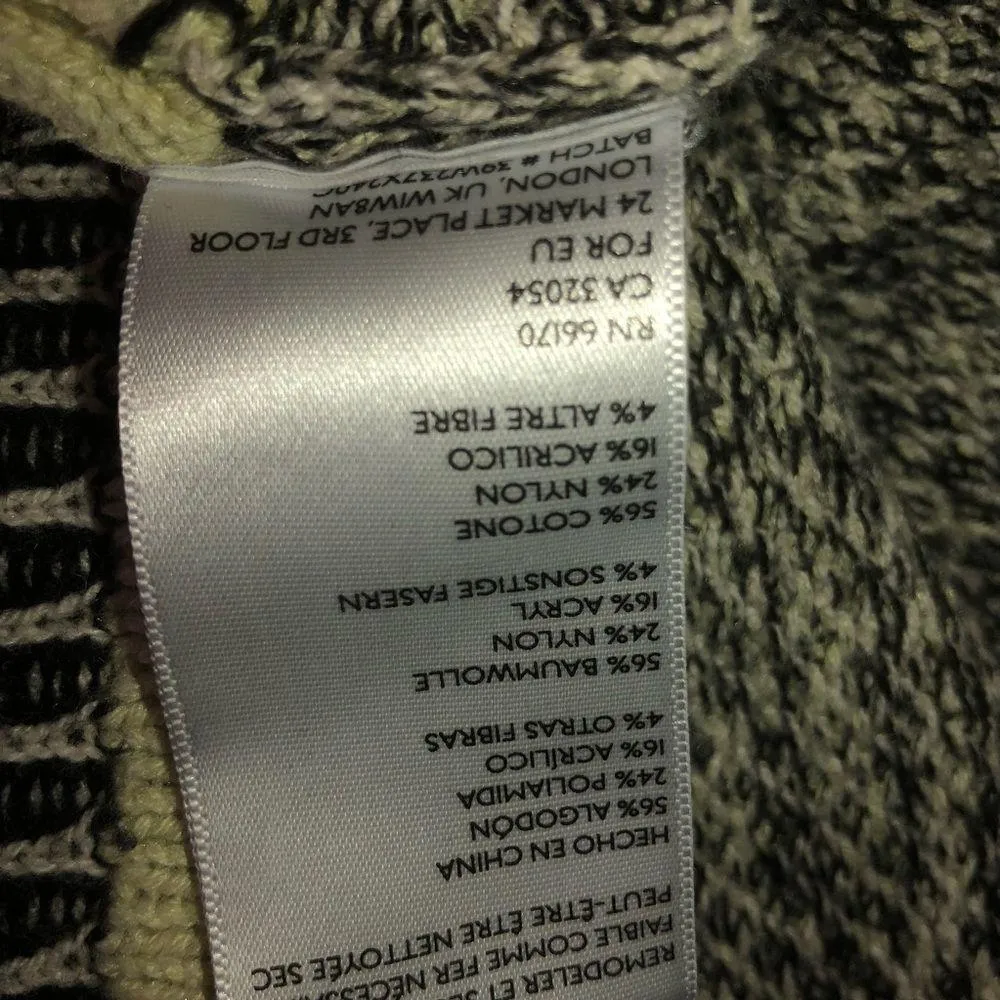 REMODELER ET
FAIBLE COMME FER
PEUT-ÊTRE ÊTRE NETTOYÉE SEC
HECHO EN CHINA
56% ALGODÓN
24% POLIAMIDA
16% ACRÍLICO
4% OTRAS FIBRAS
56% BAUMWOLLE
24% NYLON
16% ACRYL
4% SONSTIGE FASERN
56% COTONE
24% NYLON
16% ACRILICO
4% ALTRE FIBRE
RN 66170
CA 32054
FOR EU
24 MARKET PLACE, 3RD FLOOR
LONDON, UK WIW8AN
BATCH #